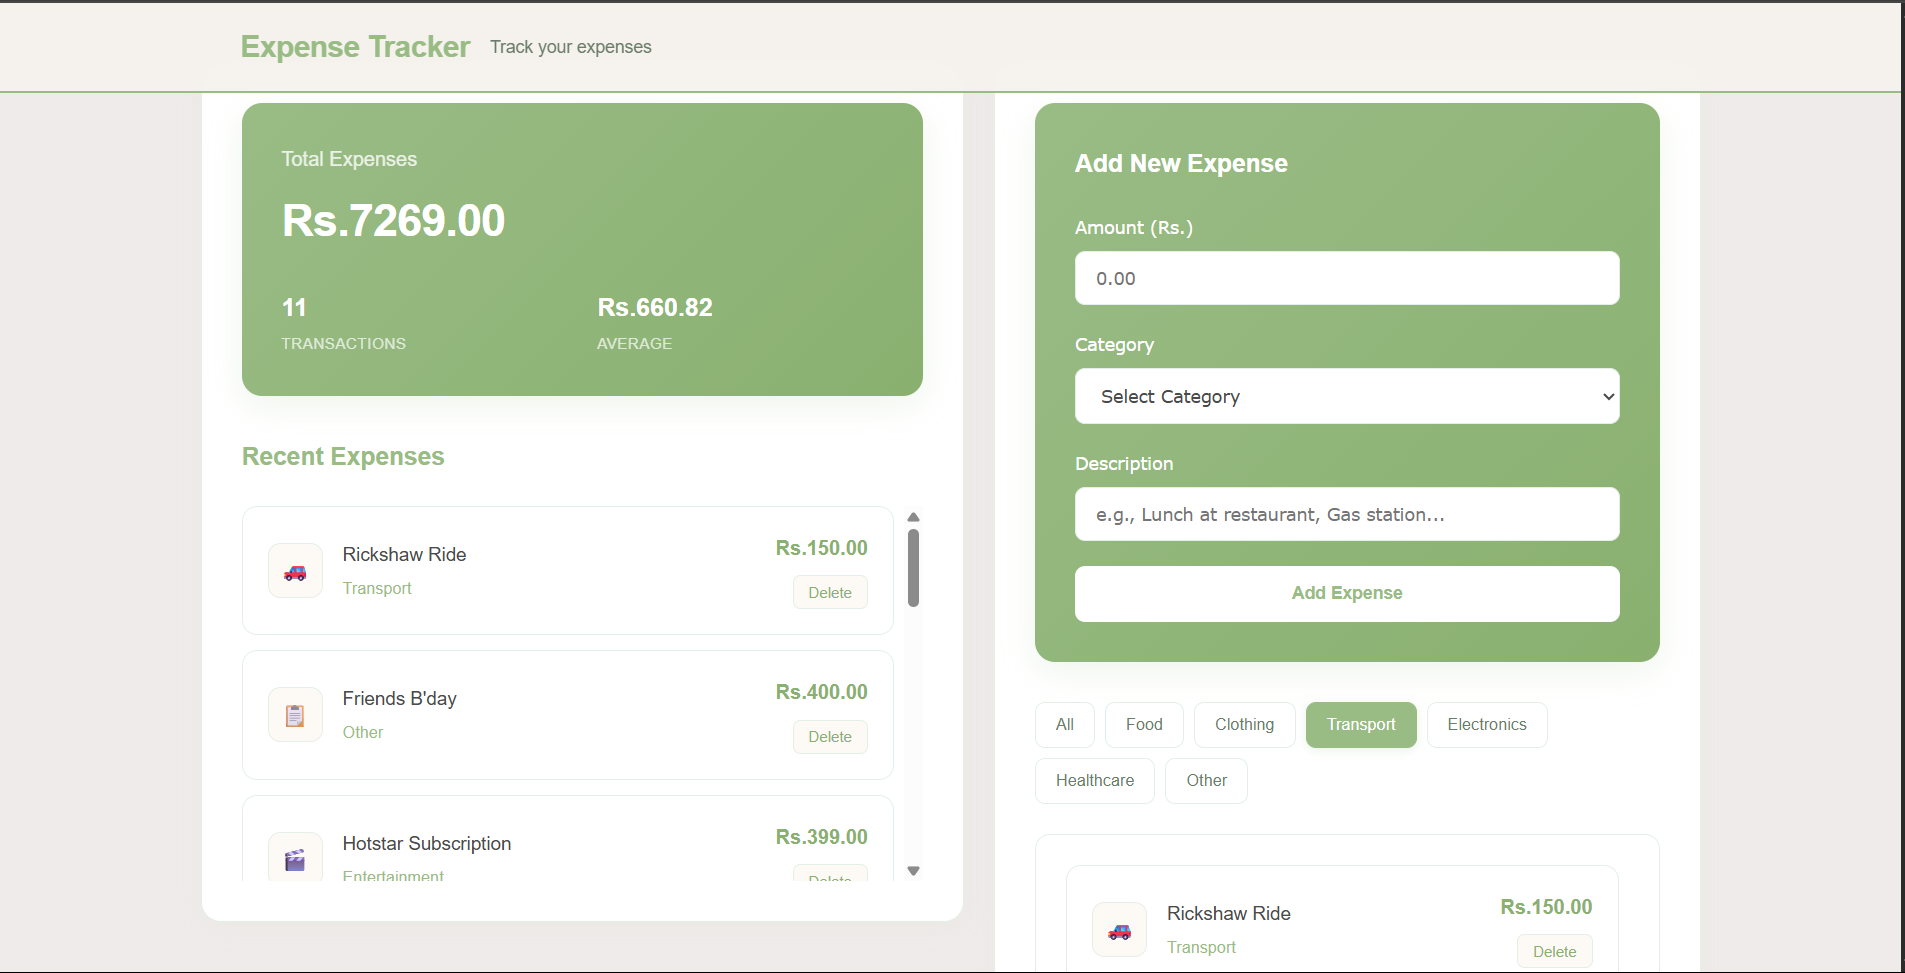 Expense Tracker Track your expenses
Total Expenses
Rs.7269.00
11 Rs.660.82
TRANSACTIONS AVERAGE
Recent Expenses
Rickshaw Ride Rs.150.00
Transport Delete
Friends B'day Rs.400.00
Other Delete
Hotstar Subscription Rs.399.00
Entertainment Delete
Add New Expense
Amount (Rs.)
0.00
Category
Select Category
Description
e.g., Lunch at restaurant, Gas station...
Add Expense
All Food Clothing Transport Electronics
Healthcare Other
Rickshaw Ride Rs.150.00
Transport Delete